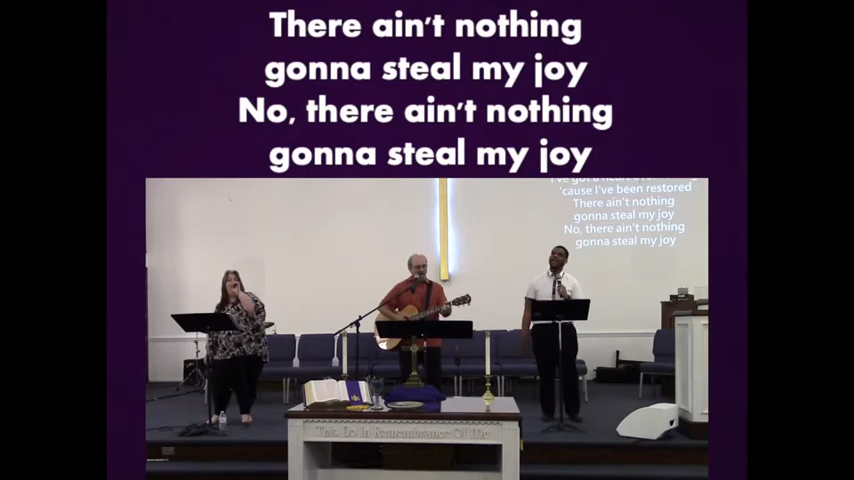 There ain't nothing
gonna steal my joy
No, there ain't nothing
gonna steal my joy
'cause I've been restored
There ain't nothing
gonna steal my joy
No, there ain't nothing
gonna steal my joy
This Do In Remembrance Of Me